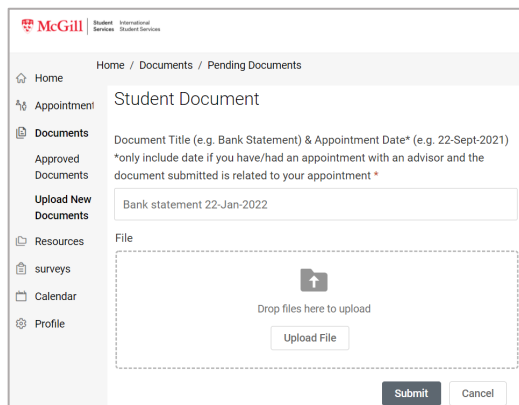 McGill
Student Services
International Student Services
Home / Documents / Pending Documents
Home
Appointment
Documents
Approved
Documents
Upload New
Documents
Resources
surveys
Calendar
Profile
Student Document
Document Title (e.g. Bank Statement) & Appointment Date* (e.g. 22-Sept-2021)
*only include date if you have/had an appointment with an advisor and the
document submitted is related to your appointment *
Bank statement 22-Jan-2022
File
Drop files here to upload
Upload File
Submit
Cancel